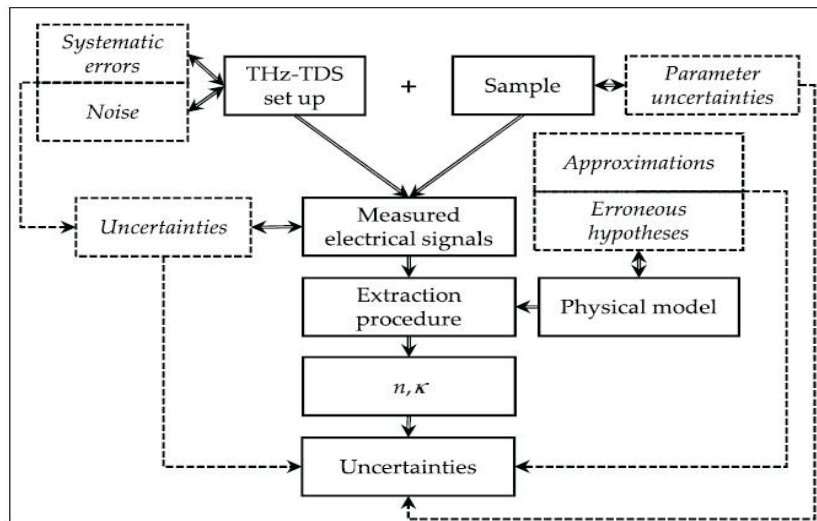 Systematic
errors
Noise
THz-TDS
set up
+
Sample
Parameter
uncertainties
Approximations
Erroneous
hypotheses
Uncertainties
Measured
electrical signals
Extraction
procedure
Physical model
n, κ
Uncertainties